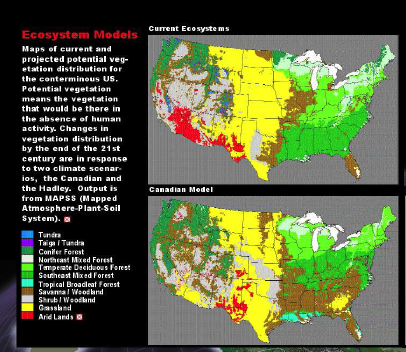 Ecosystem Models
Maps of current and
projected potential veg-
etation distribution for
the conterminous US.
Potential vegetation
means the vegetation
that would be there in
the absence of human
activity. Changes in
vegetation distribution
by the end of the 21st
century are in response
to two climate scenar-
ios, the Canadian and
the Hadley. Output is
from MAPSS (Mapped
Atmosphere-Plant-Soil
System).
Tundra
Taiga / Tundra
Conifer Forest
Northeast Mixed Forest
Temperate Deciduous Forest
Southeast Mixed Forest
Tropical Broadleaf Forest
Savanna / Woodland
Shrub / Woodland
Grassland
Arid Lands
Current Ecosystems
Canadian Model